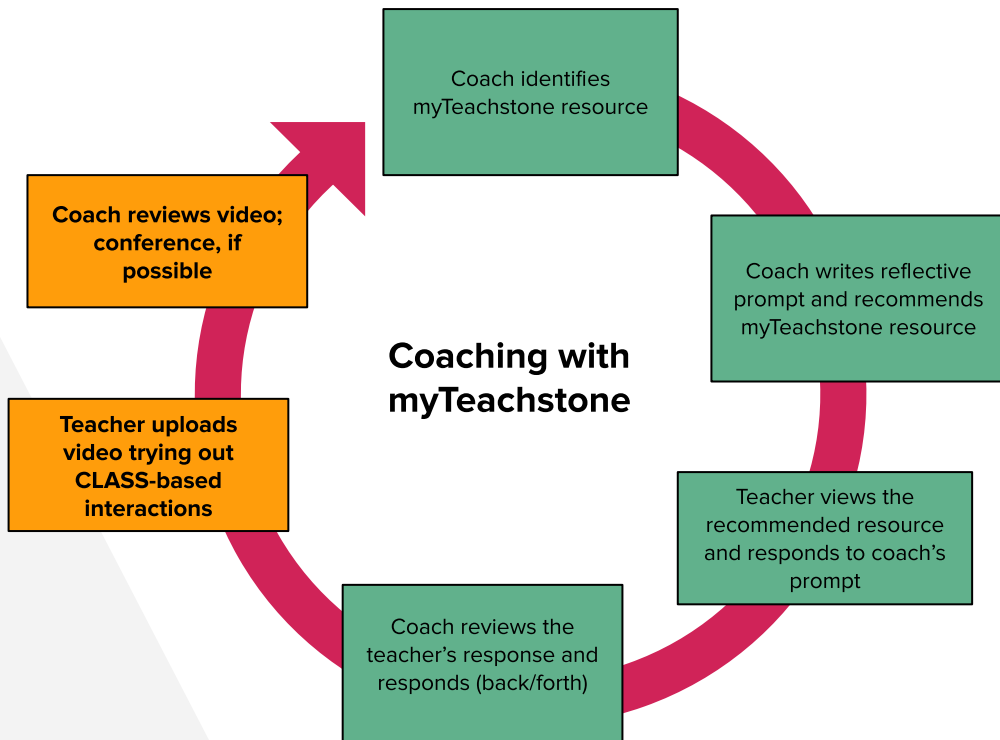 Coach identifies
myTeachstone resource
Coach writes reflective
prompt and recommends
myTeachstone resource
Teacher views the
recommended resource
and responds to coach’s
prompt
Coach reviews the
teacher’s response and
responds (back/forth)
Teacher uploads
video trying out
CLASS-based
interactions
Coach reviews video;
conference, if
possible
Coaching with
myTeachstone